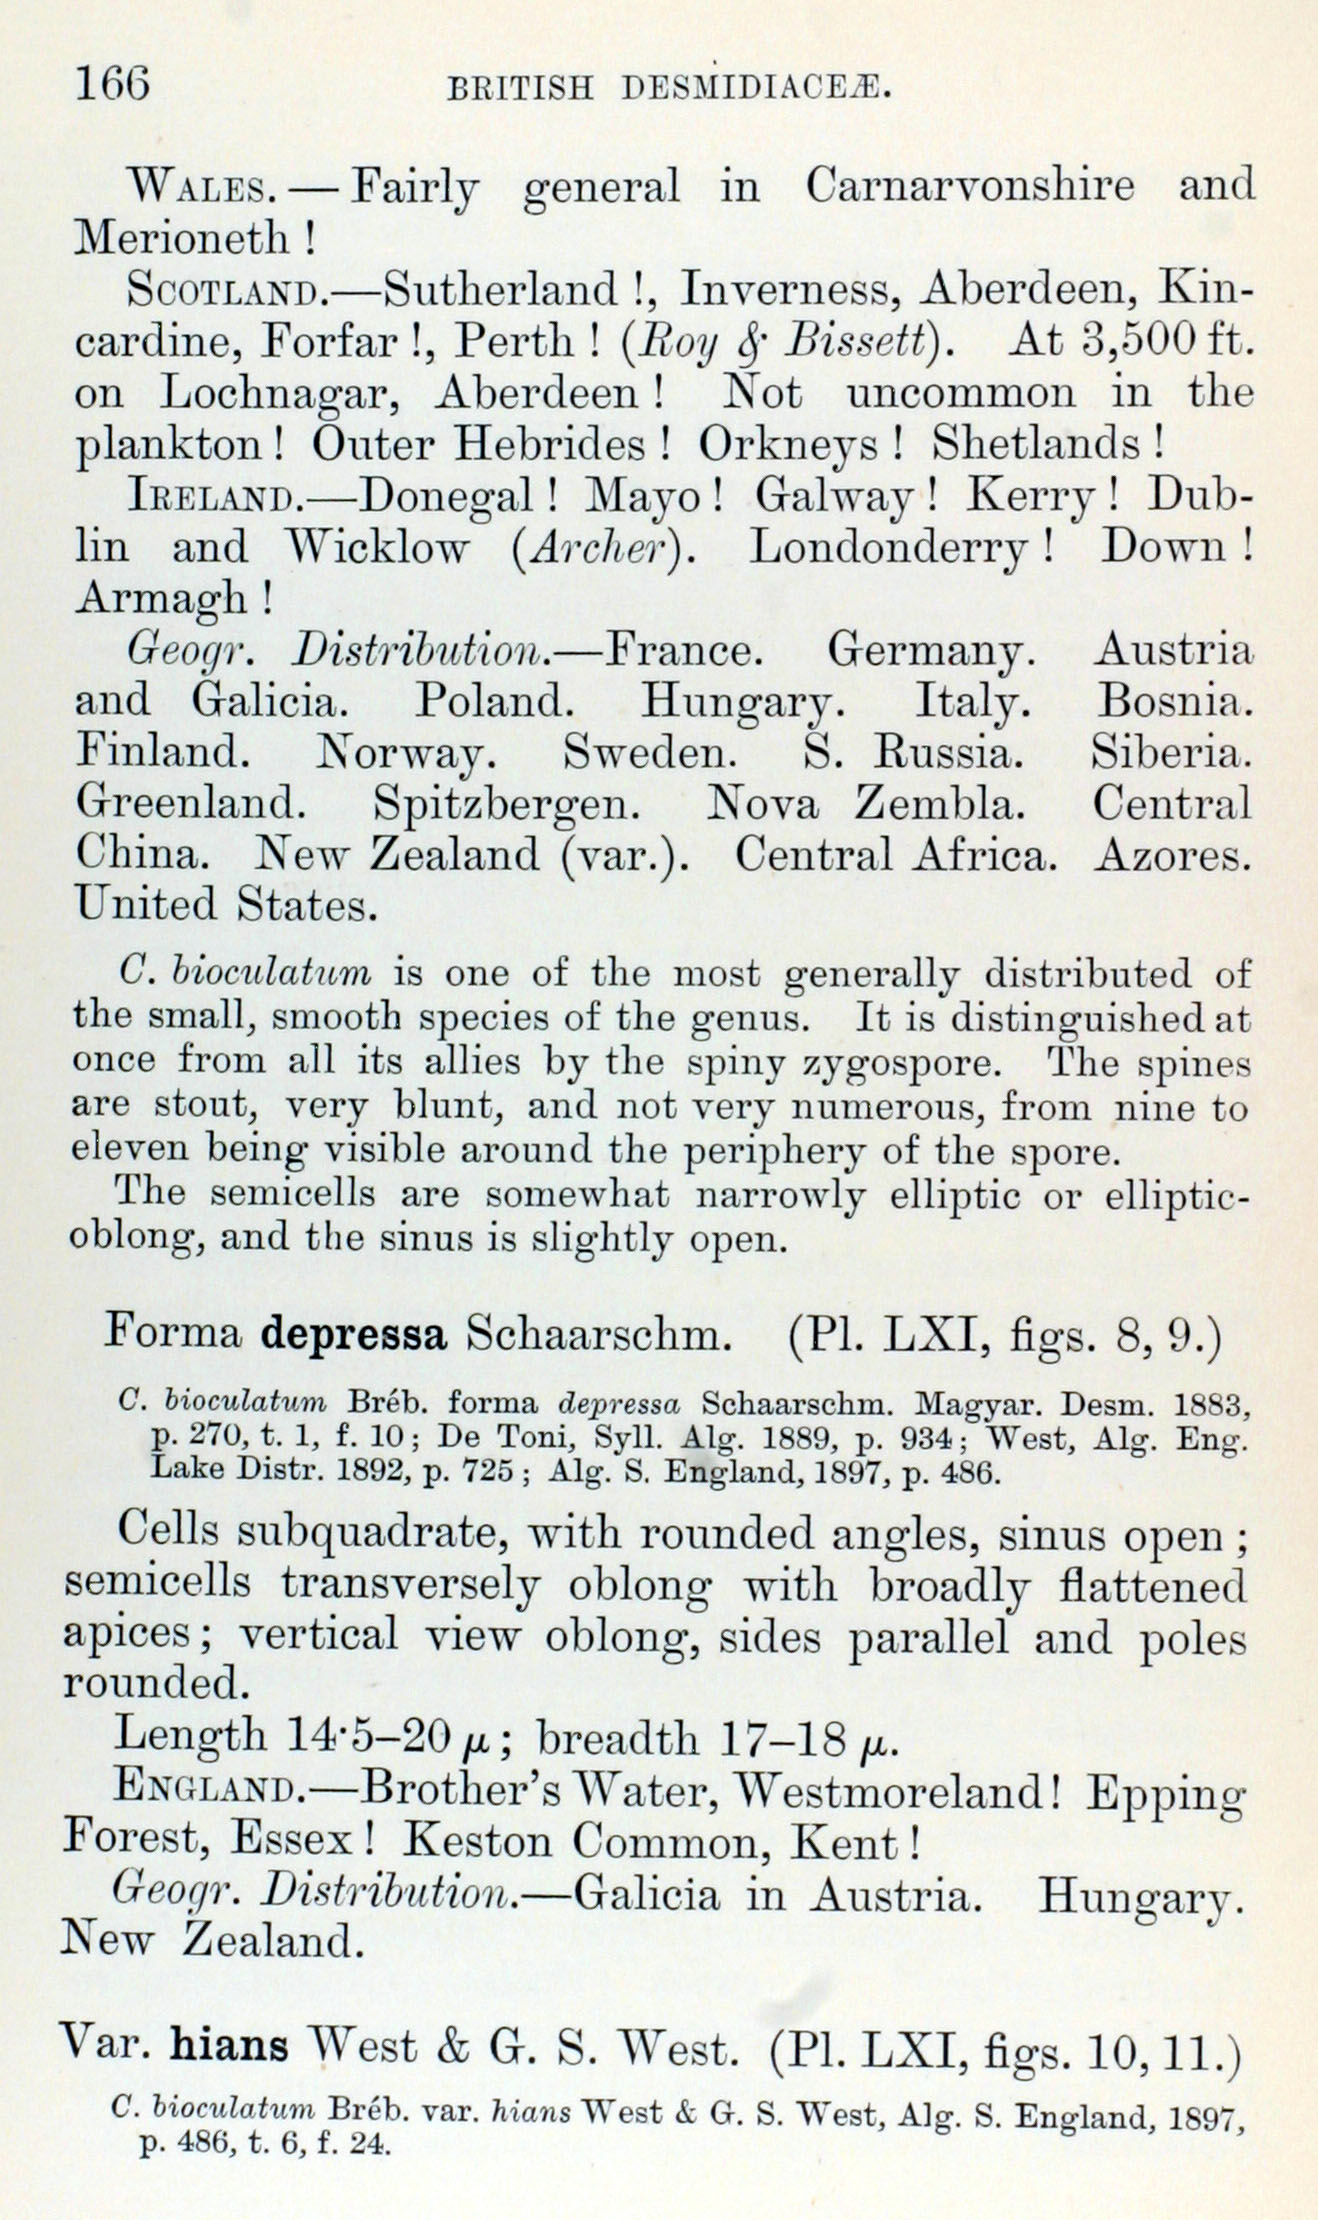 166 BRITISH DESMIDIACEÆ.
WALES. — Fairly general in Carnarvonshire and
Merioneth !
SCOTLAND.—Sutherland !, Inverness, Aberdeen, Kin-
cardine, Forfar !, Perth ! (Roy & Bissett). At 3,500 ft.
on Lochnagar, Aberdeen ! Not uncommon in the
plankton ! Outer Hebrides ! Orkneys ! Shetlands !
IRELAND.—Donegal ! Mayo ! Galway ! Kerry ! Dub-
lin and Wicklow (Archer). Londonderry ! Down !
Armagh !
Geogr. Distribution.—France. Germany. Austria
and Galicia. Poland. Hungary. Italy. Bosnia.
Finland. Norway. Sweden. S. Russia. Siberia.
Greenland. Spitzbergen. Nova Zembla. Central
China. New Zealand (var.). Central Africa. Azores.
United States.
C. bioculatum is one of the most generally distributed of
the small, smooth species of the genus. It is distinguished at
once from all its allies by the spiny zygospore. The spines
are stout, very blunt, and not very numerous, from nine to
eleven being visible around the periphery of the spore.
The semicells are somewhat narrowly elliptic or elliptic-
oblong, and the sinus is slightly open.
Forma depressa Schaarschm. (Pl. LXI, figs. 8, 9.)
C. bioculatum Bréb. forma depressa Schaarschm. Magyar. Desm. 1883,
p. 270, t. 1, f. 10 ; De Toni, Syll. Alg. 1889, p. 934; West, Alg. Eng.
Lake Distr. 1892, p. 725 ; Alg. S. England, 1897, p. 486.
Cells subquadrate, with rounded angles, sinus open ;
semicells transversely oblong with broadly flattened
apices ; vertical view oblong, sides parallel and poles
rounded.
Length 14·5–20 µ ; breadth 17–18 µ.
ENGLAND.—Brother's Water, Westmoreland! Epping
Forest, Essex ! Keston Common, Kent !
Geogr. Distribution.—Galicia in Austria. Hungary.
New Zealand.
Var. hians West & G. S. West. (Pl. LXI, figs. 10, 11.)
C. bioculatum Bréb. var. hians West & G. S. West, Alg. S. England, 1897,
p. 486, t. 6, f. 24.